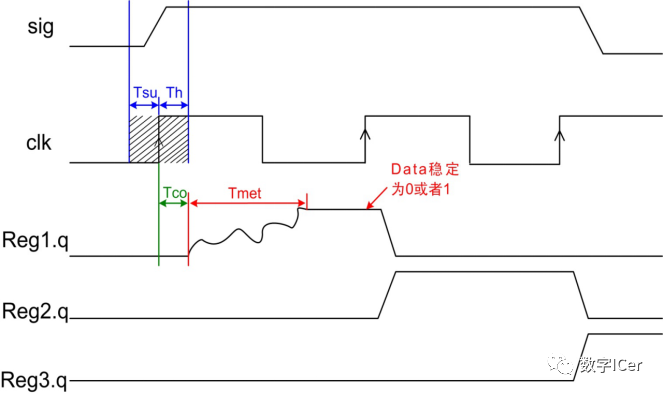 sig
Tsu Th
clk
Data稳定
为0或者1
Tco Tmet
Reg1.q
Reg2.q
数字ICer
Reg3.q